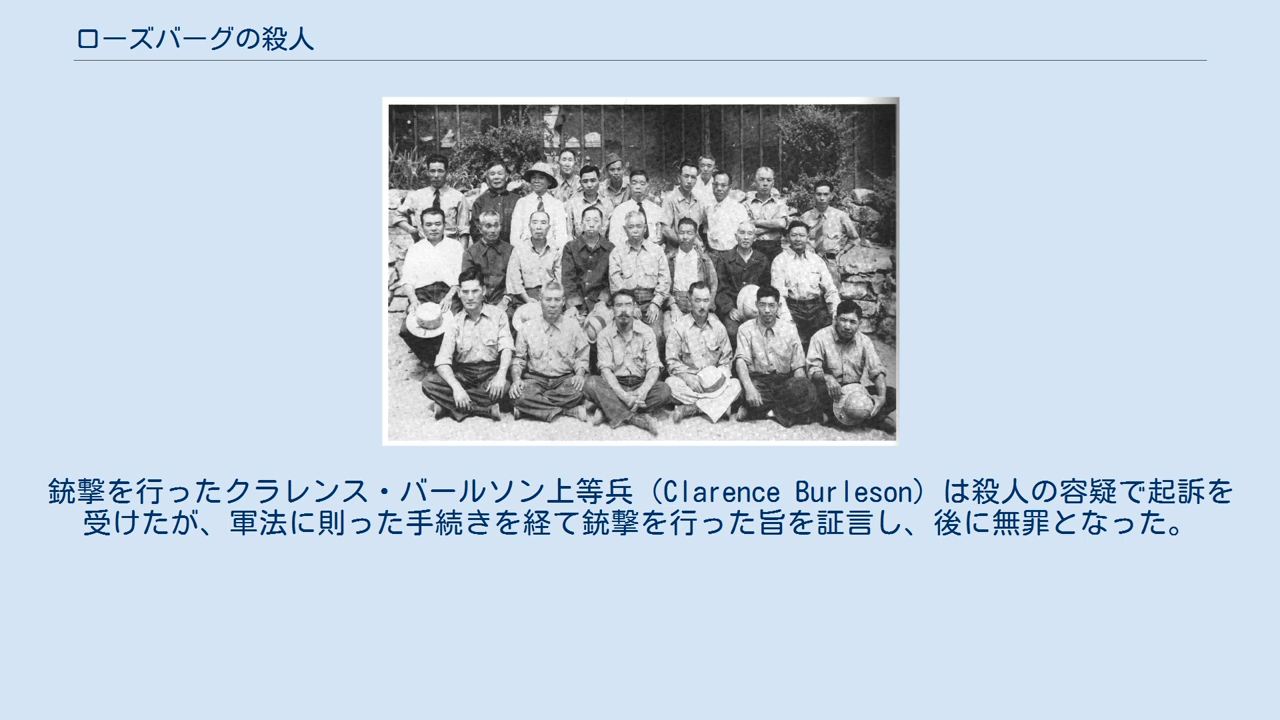 ローズバーグの殺人
銃撃を行ったクラレンス・バールソン上等兵（Clarence Burleson）は殺人の容疑で起訴を
受けたが、軍法に則った手続きを経て銃撃を行った旨を証言し、後に無罪となった。